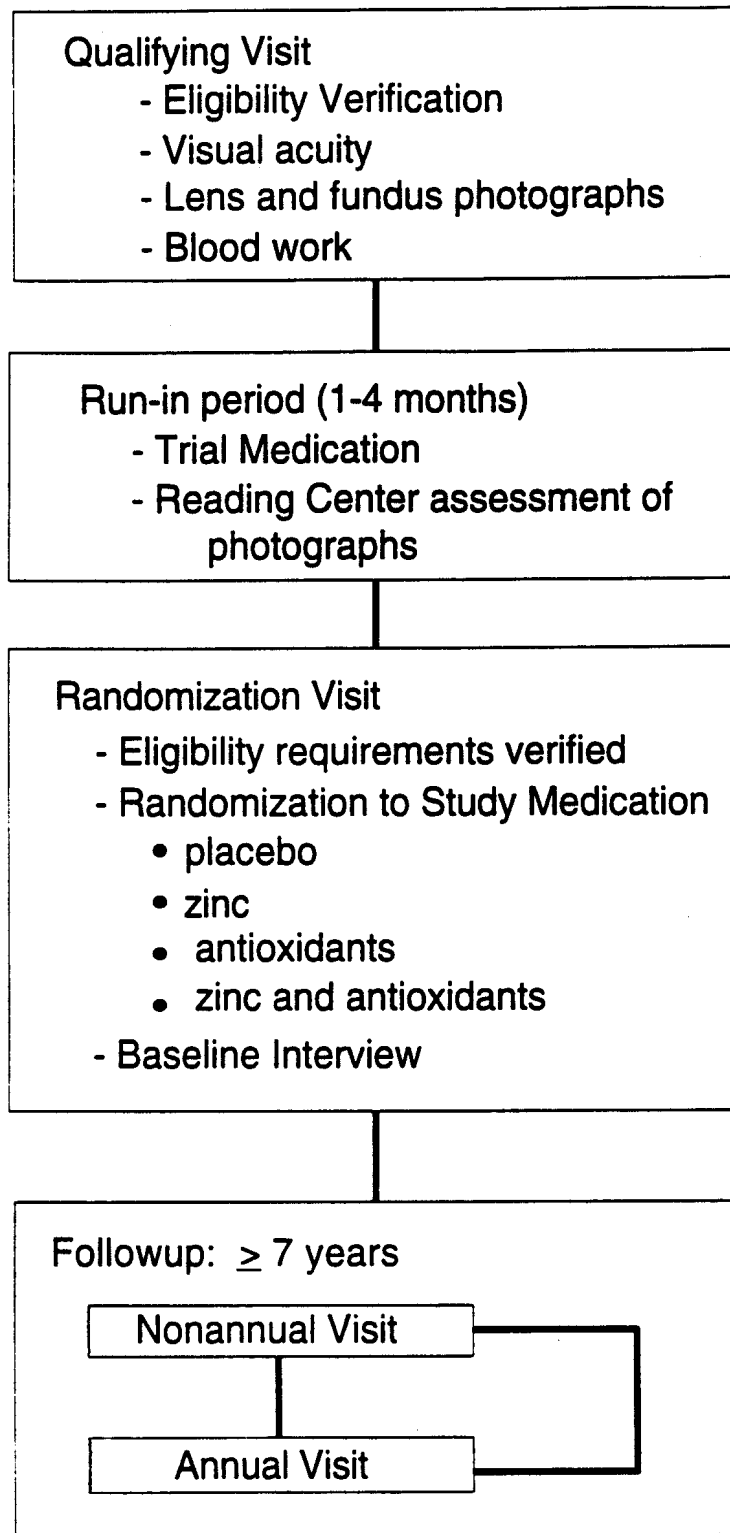 Qualifying Visit
- Eligibility Verification
- Visual acuity
- Lens and fundus photographs
- Blood work
Run-in period (1-4 months)
- Trial Medication
- Reading Center assessment of
photographs
Randomization Visit
- Eligibility requirements verified
- Randomization to Study Medication
• placebo
• zinc
• antioxidants
• zinc and antioxidants
- Baseline Interview
Followup: ≥ 7 years
Nonannual Visit
Annual Visit